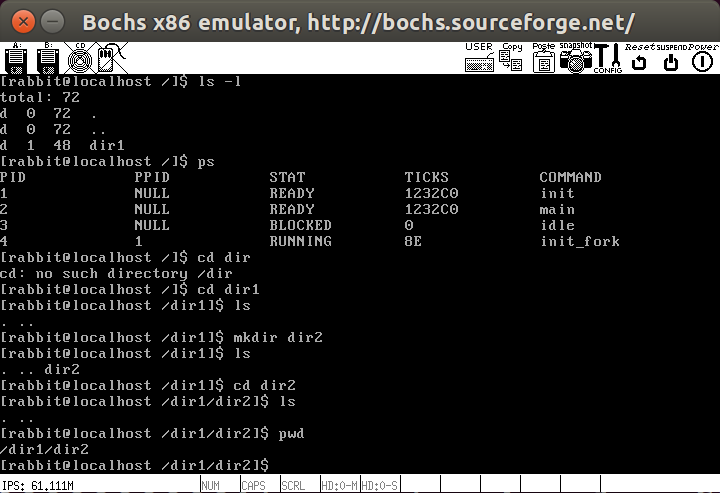 Bochs x86 emulator, http://bochs.sourceforge.net/
A: B: CD USER Copy Paste snapshot CONFIG Reset SUSPEND Power
[rabbit@localhost /]$ ls -l
total: 72
d 0 72 .
d 0 72 ..
d 1 48 dir1
[rabbit@localhost /]$ ps
PID PPID STAT TICKS COMMAND
1 NULL READY 1232C0 init
2 NULL READY 1232C0 main
3 NULL BLOCKED 0 idle
4 1 RUNNING 8E init_fork
[rabbit@localhost /]$ cd dir
cd: no such directory /dir
[rabbit@localhost /]$ cd dir1
[rabbit@localhost /dir1]$ ls
. ..
[rabbit@localhost /dir1]$ mkdir dir2
[rabbit@localhost /dir1]$ ls
. .. dir2
[rabbit@localhost /dir1]$ cd dir2
[rabbit@localhost /dir1/dir2]$ ls
. ..
[rabbit@localhost /dir1/dir2]$ pwd
/dir1/dir2
[rabbit@localhost /dir1/dir2]$
IPS: 61.111M NUM CAPS SCRL HD:0-M HD:0-S